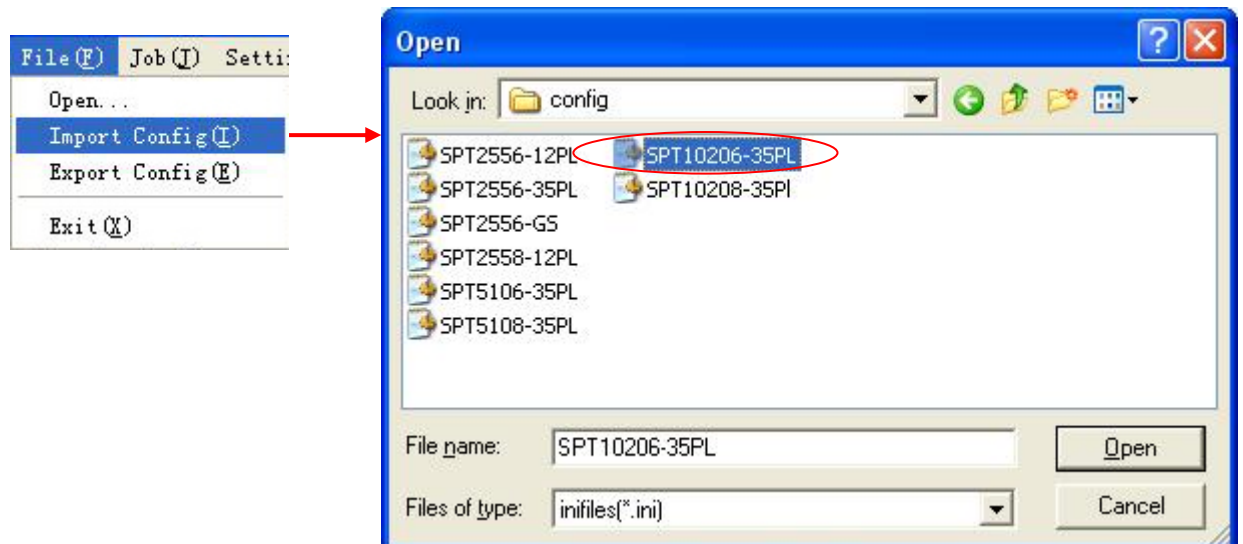 File(F) Job(J) Setti
Open...
Import Config(I)
Export Config(E)
Exit(X)
Open
Look in: config
SPT2556-12PL SPT10206-35PL
SPT2556-35PL SPT10208-35Pl
SPT2556-GS
SPT2558-12PL
SPT5106-35PL
SPT5108-35PL
File name: SPT10206-35PL Open
Files of type: inifiles(*.ini) Cancel